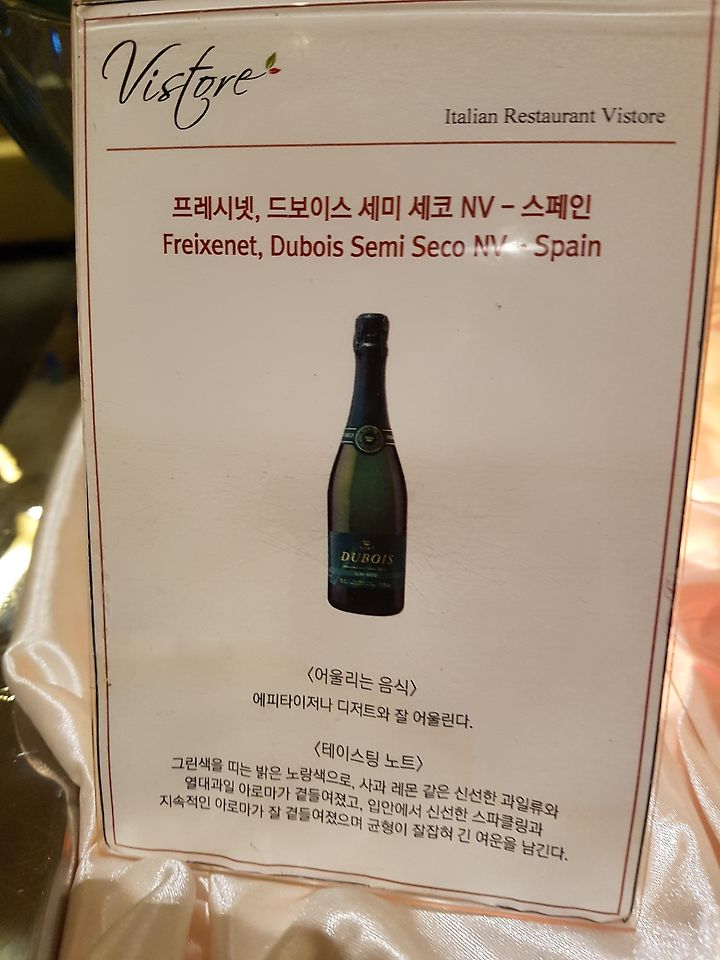 Vistore
Italian Restaurant Vistore
프레시넷, 드보이스 세미 세코 NV – 스페인
Freixenet, Dubois Semi Seco NV - Spain
DUBOIS
<어울리는 음식>
에피타이저나 디저트와 잘 어울린다.
<테이스팅 노트>
그린색을 띠는 밝은 노랑색으로, 사과 레몬 같은 신선한 과일류와
열대과일 아로마가 곁들여졌고, 입안에서 신선한 스파클링과
지속적인 아로마가 잘 곁들여졌으며 균형이 잘잡혀 긴 여운을 남긴다.